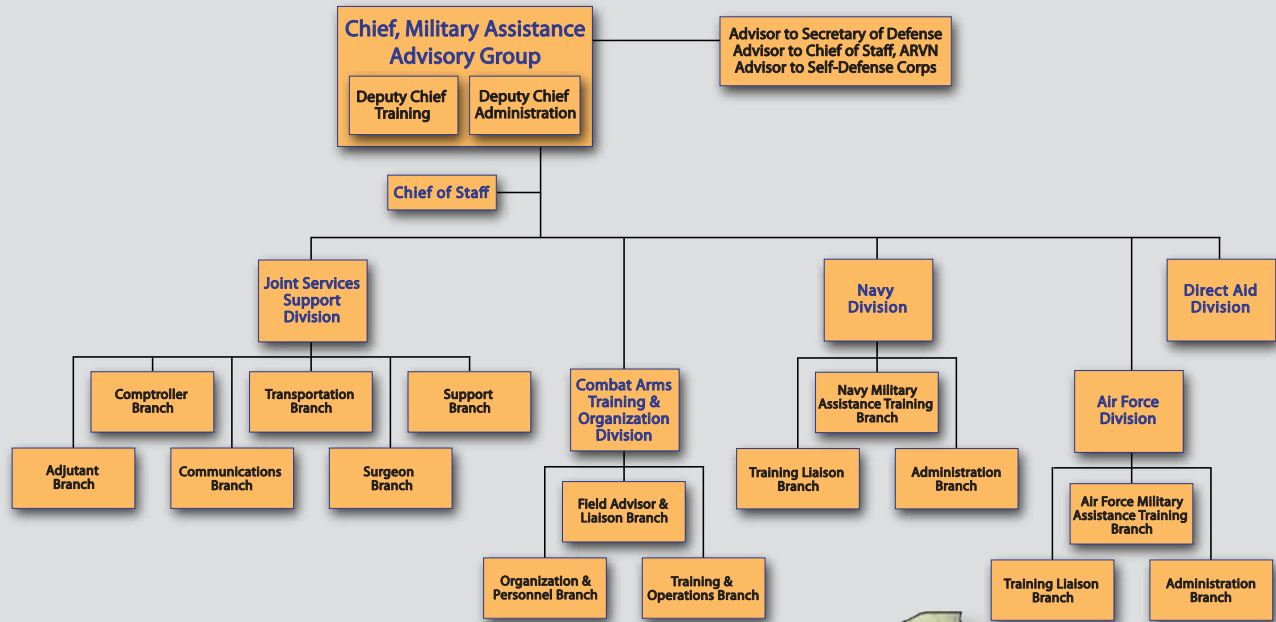 Chief, Military Assistance
Advisory Group
Deputy Chief
Training
Deputy Chief
Administration
Advisor to Secretary of Defense
Advisor to Chief of Staff, ARVN
Advisor to Self-Defense Corps
Chief of Staff
Joint Services
Support
Division
Comptroller
Branch
Transportation
Branch
Support
Branch
Adjutant
Branch
Communications
Branch
Surgeon
Branch
Combat Arms
Training &
Organization
Division
Field Advisor &
Liaison Branch
Organization &
Personnel Branch
Training &
Operations Branch
Navy
Division
Navy Military
Assistance Training
Branch
Training Liaison
Branch
Administration
Branch
Air Force
Division
Air Force Military
Assistance Training
Branch
Training Liaison
Branch
Administration
Branch
Direct Aid
Division